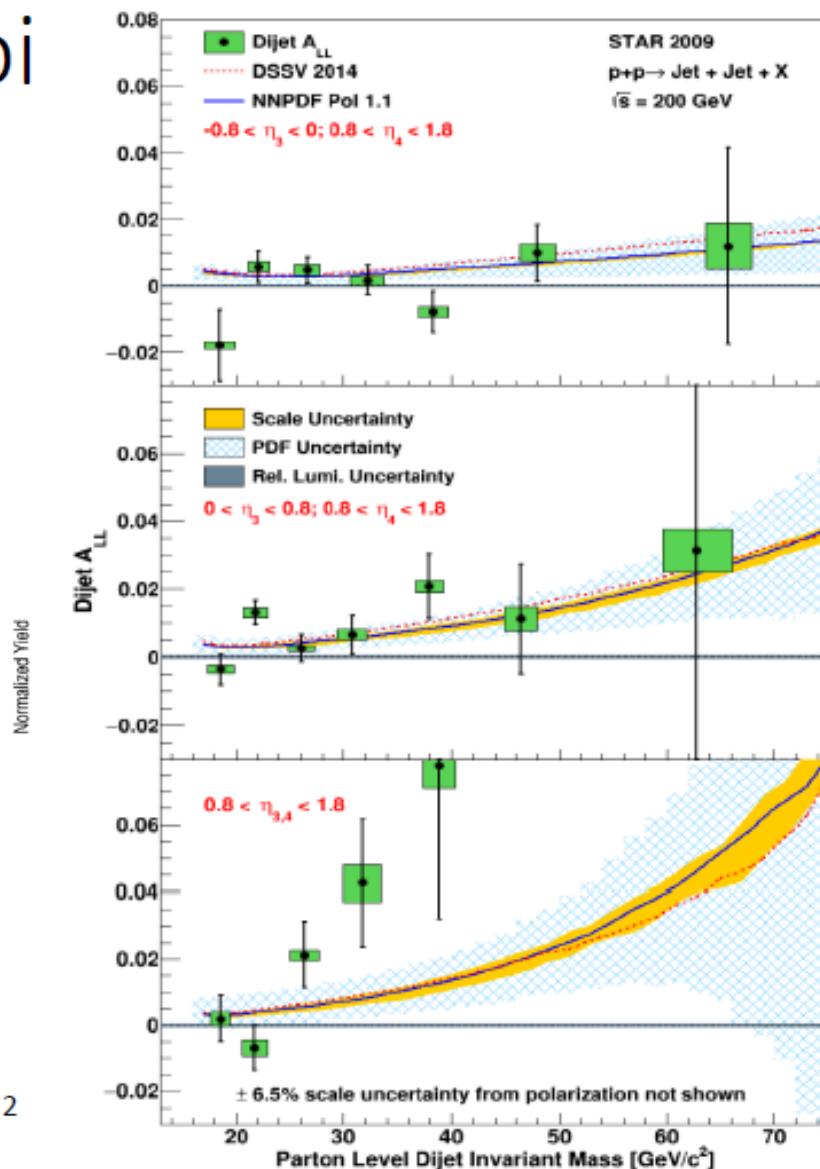 pi
0.08
Dijet A_LL
STAR 2009
DSSV 2014
p+p→ Jet + Jet + X
NNPDF Pol 1.1
√s = 200 GeV
-0.8 < η_3 < 0; 0.8 < η_4 < 1.8
0.06
0.04
0.02
0
−0.02
Scale Uncertainty
PDF Uncertainty
Rel. Lumi. Uncertainty
0 < η_3 < 0.8; 0.8 < η_4 < 1.8
0.06
0.04
0.02
0
−0.02
Dijet A_LL
Normalized Yield
0.8 < η_3,4 < 1.8
0.06
0.04
0.02
0
−0.02
± 6.5% scale uncertainty from polarization not shown
2
20 30 40 50 60 70
Parton Level Dijet Invariant Mass [GeV/c²]